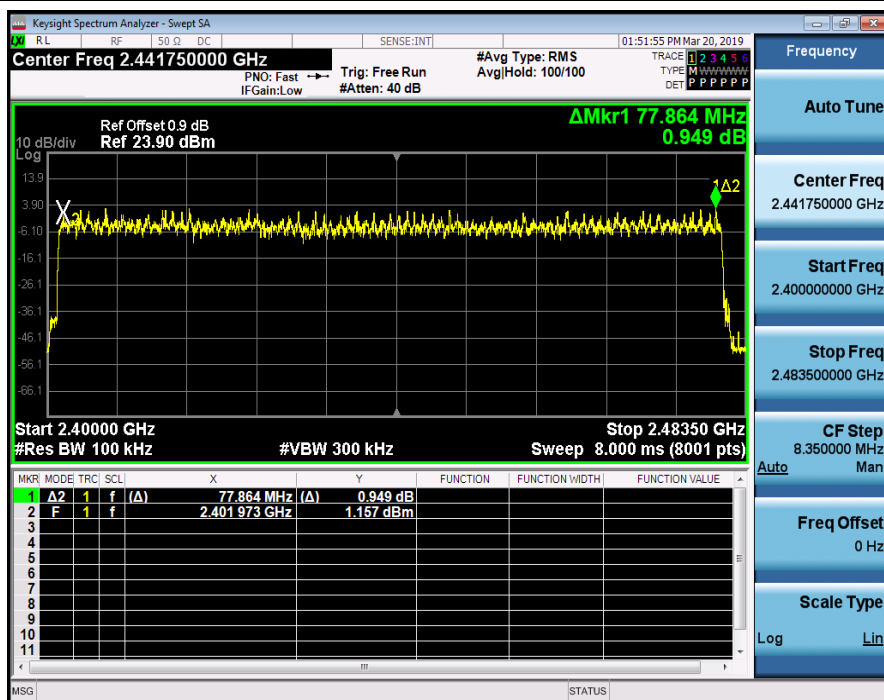 Keysight Spectrum Analyzer - Swept SA
LXI RL RF 50 Ω DC SENSE:INT 01:51:55 PM Mar 20, 2019
Center Freq 2.441750000 GHz
PNO: Fast
IFGain:Low
Trig: Free Run
#Atten: 40 dB
#Avg Type: RMS
Avg|Hold: 100/100
TRACE 1 2 3 4 5 6
TYPE M WWWWW
DET P P P P P P
Frequency
Auto Tune
Center Freq
2.441750000 GHz
Start Freq
2.400000000 GHz
Stop Freq
2.483500000 GHz
CF Step
8.350000 MHz
Auto Man
Freq Offset
0 Hz
Scale Type
Log Lin
ΔMkr1 77.864 MHz
0.949 dB
Ref Offset 0.9 dB
10 dB/div Ref 23.90 dBm
Log
13.9
3.90
-6.10
-16.1
-26.1
-36.1
-46.1
-56.1
-66.1
1Δ2
X2
Start 2.40000 GHz Stop 2.48350 GHz
#Res BW 100 kHz #VBW 300 kHz Sweep 8.000 ms (8001 pts)
MKR MODE TRC SCL X Y FUNCTION FUNCTION WIDTH FUNCTION VALUE
1 Δ2 1 f (Δ) 77.864 MHz (Δ) 0.949 dB
2 F 1 f 2.401 973 GHz 1.157 dBm
3
4
5
6
7
8
9
10
11
MSG STATUS